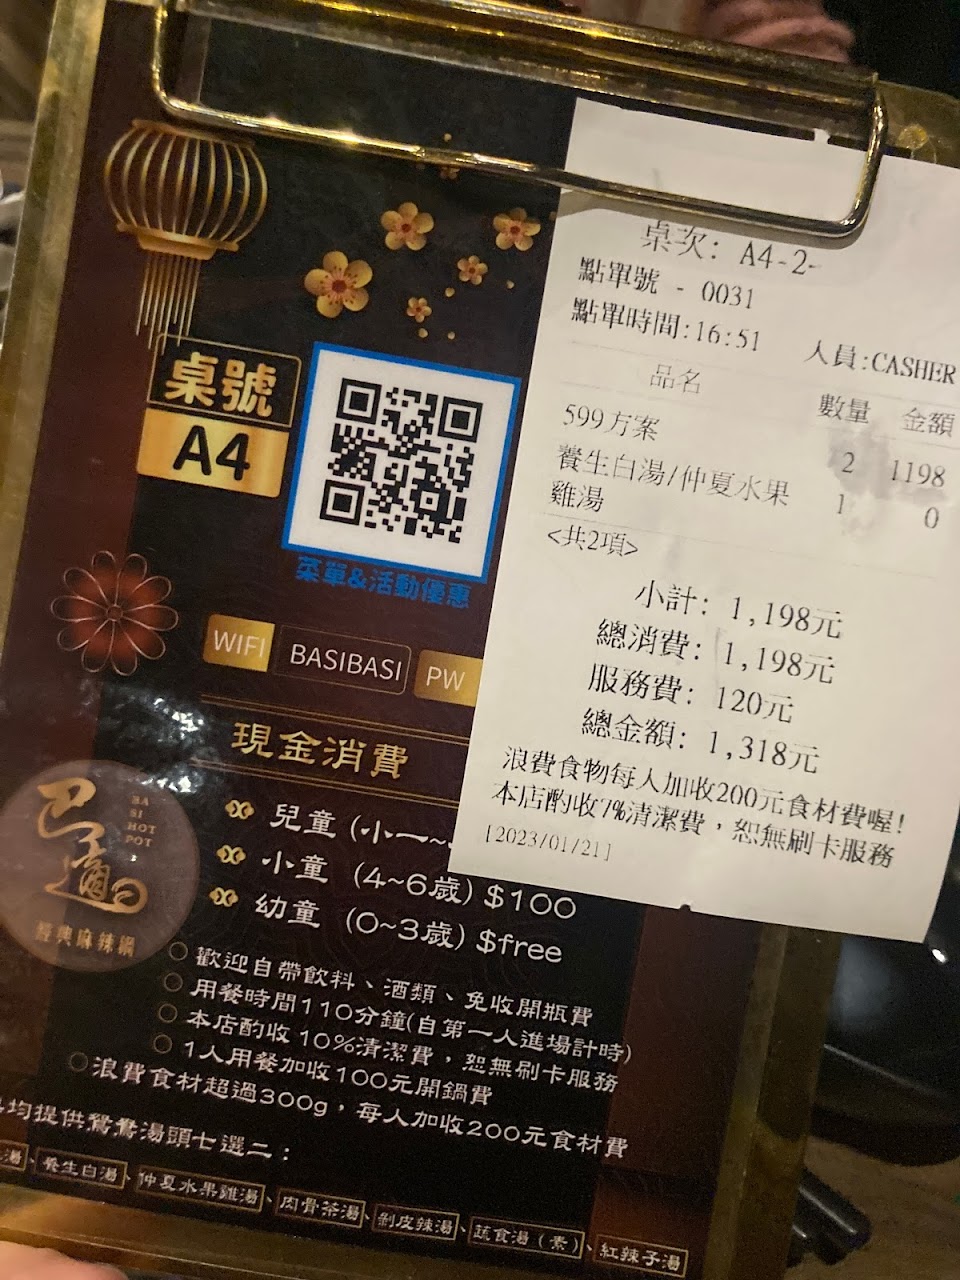 桌次: A4-2-
點單號 - 0031
點單時間:16:51 人員:CASHER
品名 數量 金額
599方案 2 1198
養生白湯/仲夏水果雞湯 1 0
<共2項>
小計: 1,198元
總消費: 1,198元
服務費: 120元
總金額: 1,318元
浪費食物每人加收200元食材費喔!
本店酌收7%清潔費，恕無刷卡服務
[2023/01/21]
桌號
A4
菜單&活動優惠
WIFI BASIBASI PW
現金消費
兒童 (小一~
小童 (4~6歲) $100
幼童 (0~3歲) $free
BA
SI
HOT
POT
經典麻辣鍋
歡迎自帶飲料、酒類、免收開瓶費
用餐時間110分鐘(自第一人進場計時)
本店酌收10%清潔費，恕無刷卡服務
1人用餐加收100元開鍋費
浪費食材超過300g，每人加收200元食材費
均提供鴛鴦湯頭七選二：
湯、養生白湯、仲夏水果雞湯、肉骨茶湯、剝皮辣湯、蔬食湯(素)、紅辣子湯